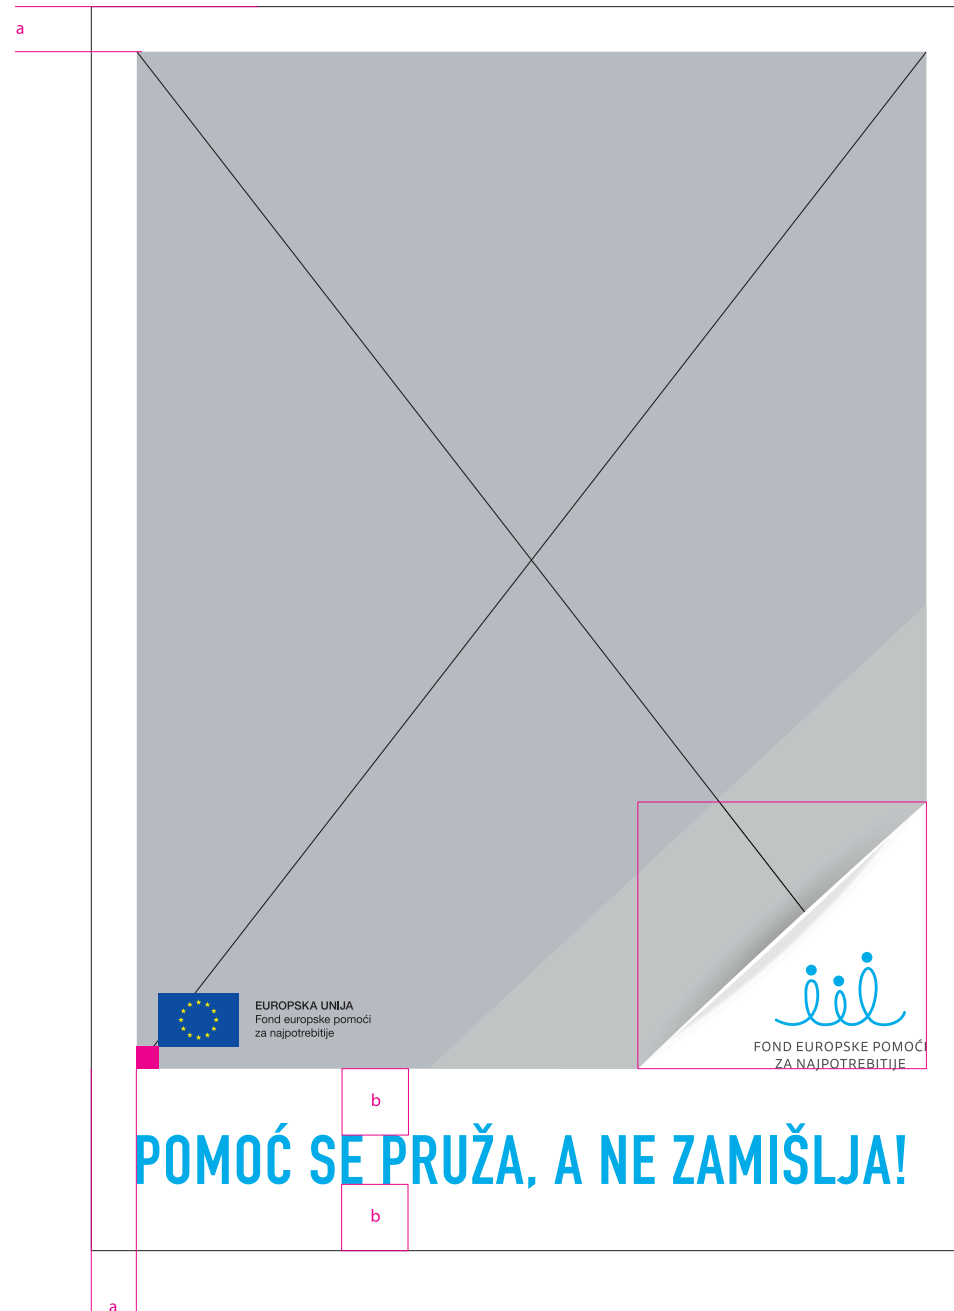 a
EUROPSKA UNIJA
Fond europske pomoći
za najpotrebitije
FOND EUROPSKE POMOĆI
ZA NAJPOTREBITIJE
b
POMOĆ SE PRUŽA, A NE ZAMIŠLJA!
b
a